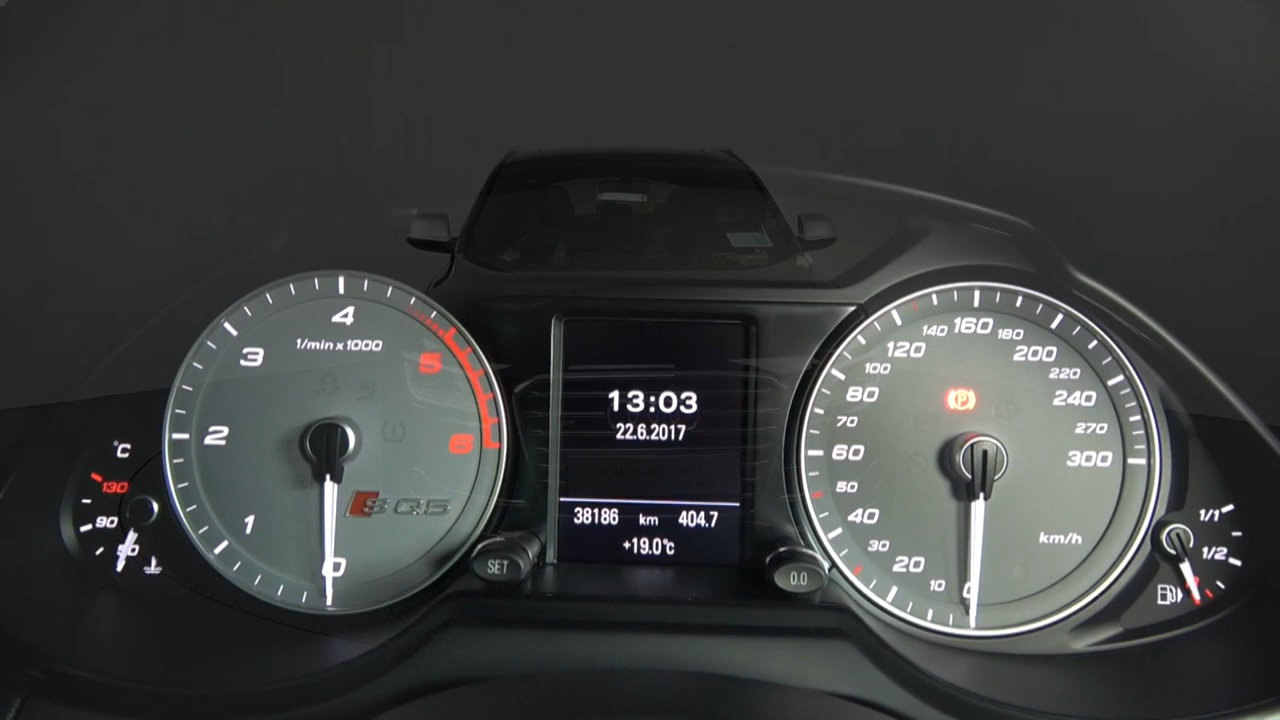 4
1/min x 1000
3
5
2
6
SQ5
1
0
°C
130
90
50
13:03
22.6.2017
38186 km 404.7
+19.0°C
SET
0.0
140 160 180
120 200
100 220
80 240
70 270
60 300
50
40 km/h
30
20
10
0
(P)
1/1
1/2